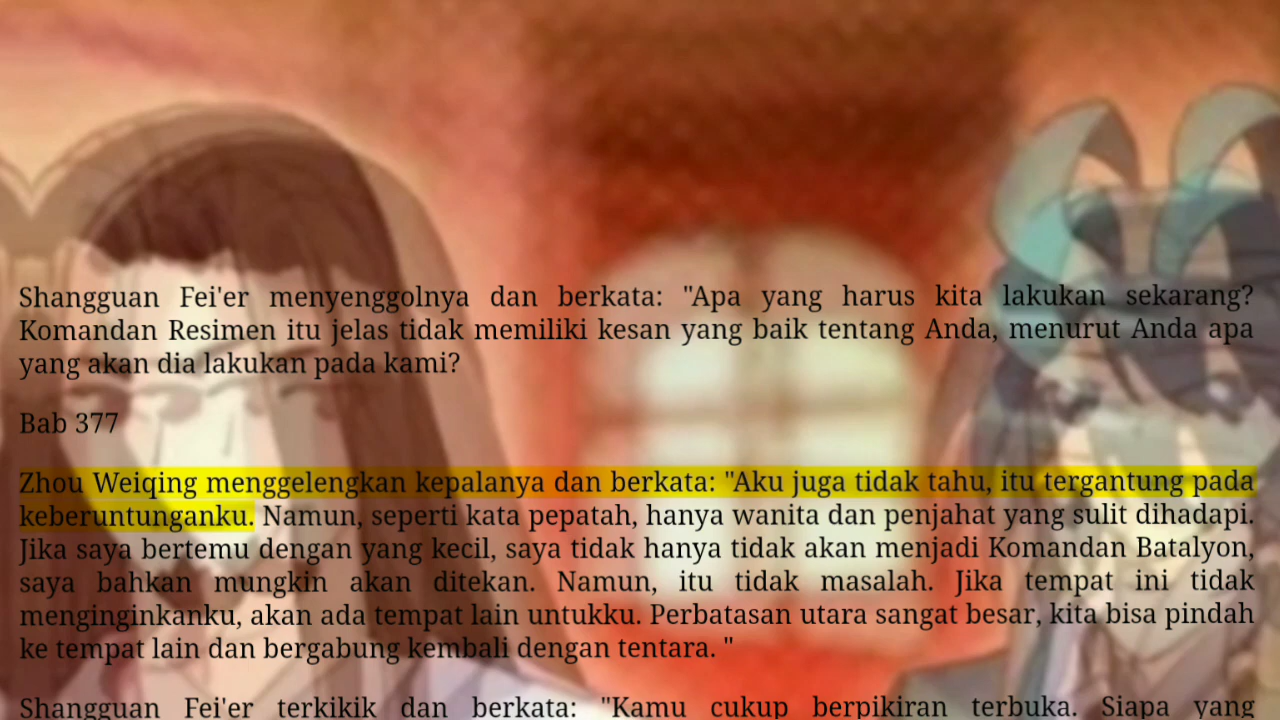 Shangguan Fei'er menyenggolnya dan berkata: "Apa yang harus kita lakukan sekarang?
Komandan Resimen itu jelas tidak memiliki kesan yang baik tentang Anda, menurut Anda apa
yang akan dia lakukan pada kami?
Bab 377
Zhou Weiqing menggelengkan kepalanya dan berkata: "Aku juga tidak tahu, itu tergantung pada
keberuntunganku. Namun, seperti kata pepatah, hanya wanita dan penjahat yang sulit dihadapi.
Jika saya bertemu dengan yang kecil, saya tidak hanya tidak akan menjadi Komandan Batalyon,
saya bahkan mungkin akan ditekan. Namun, itu tidak masalah. Jika tempat ini tidak
menginginkanku, akan ada tempat lain untukku. Perbatasan utara sangat besar, kita bisa pindah
ke tempat lain dan bergabung kembali dengan tentara. "
Shangguan Fei'er terkikik dan berkata: "Kamu cukup berpikiran terbuka. Siapa yang